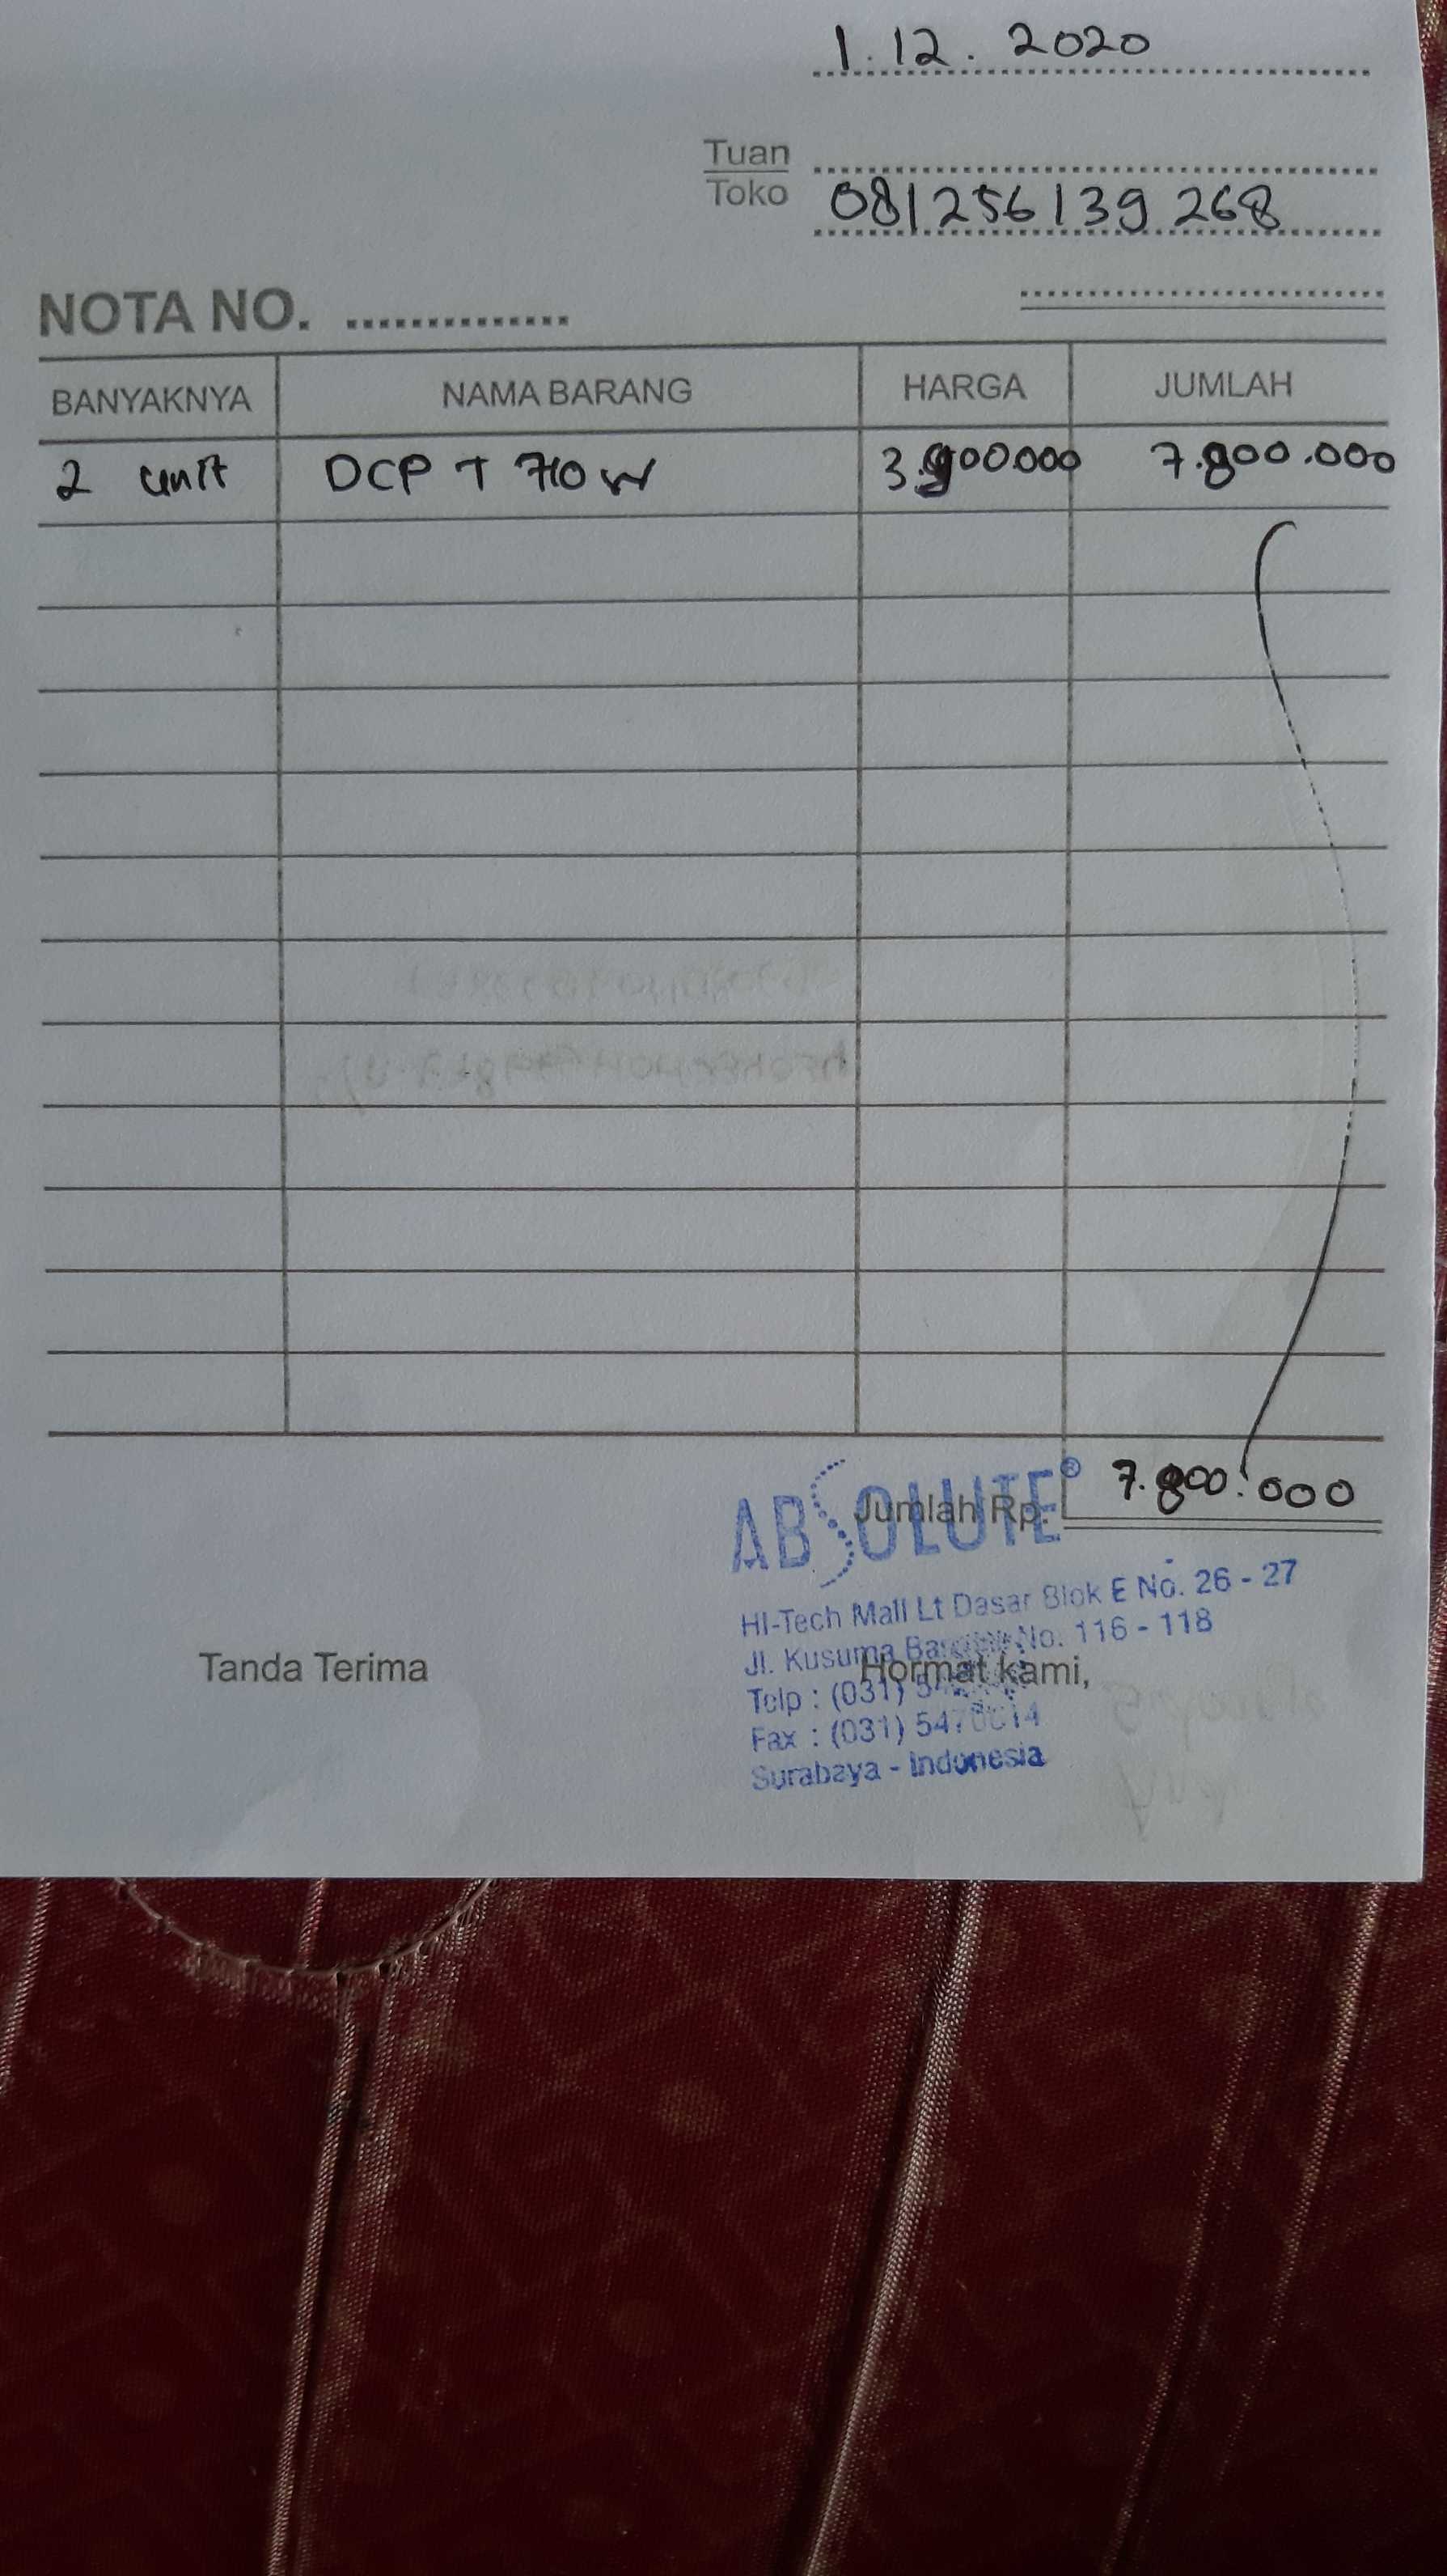 1.12.2020
Tuan
Toko 081256139268
NOTA NO. ...............
BANYAKNYA NAMA BARANG HARGA JUMLAH
2 unit DCP T 710 W 3.900.000 7.800.000
Jumlah Rp. 7.800.000
ABSOLUTE®
HI-Tech Mall Lt Dasar Blok E No. 26 - 27
Jl. Kusuma No. 116 - 118
Tanda Terima Hormat kami,
Telp : (031)
Fax : (031)
Surabaya - Indonesia